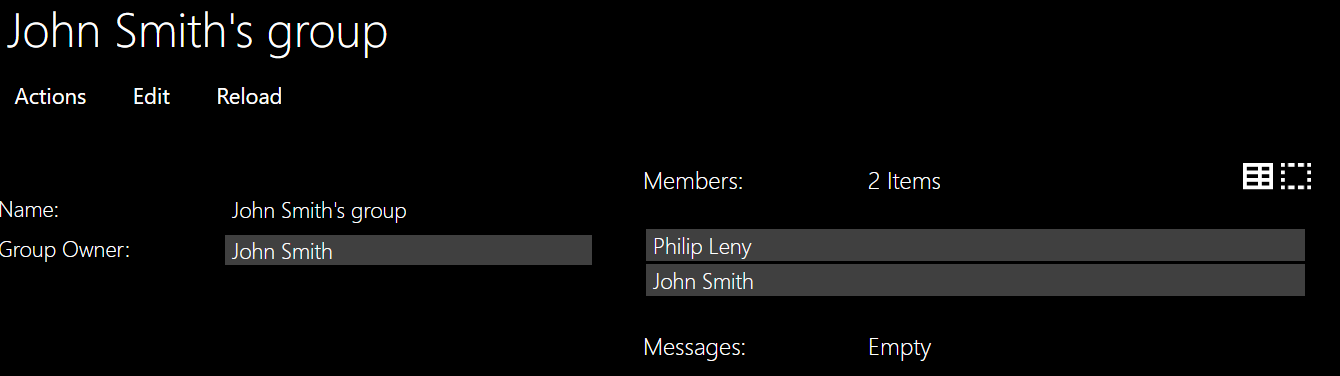 John Smith's group
Actions Edit Reload
Members: 2 Items
Name: John Smith's group
Group Owner: John Smith
Philip Leny
John Smith
Messages: Empty